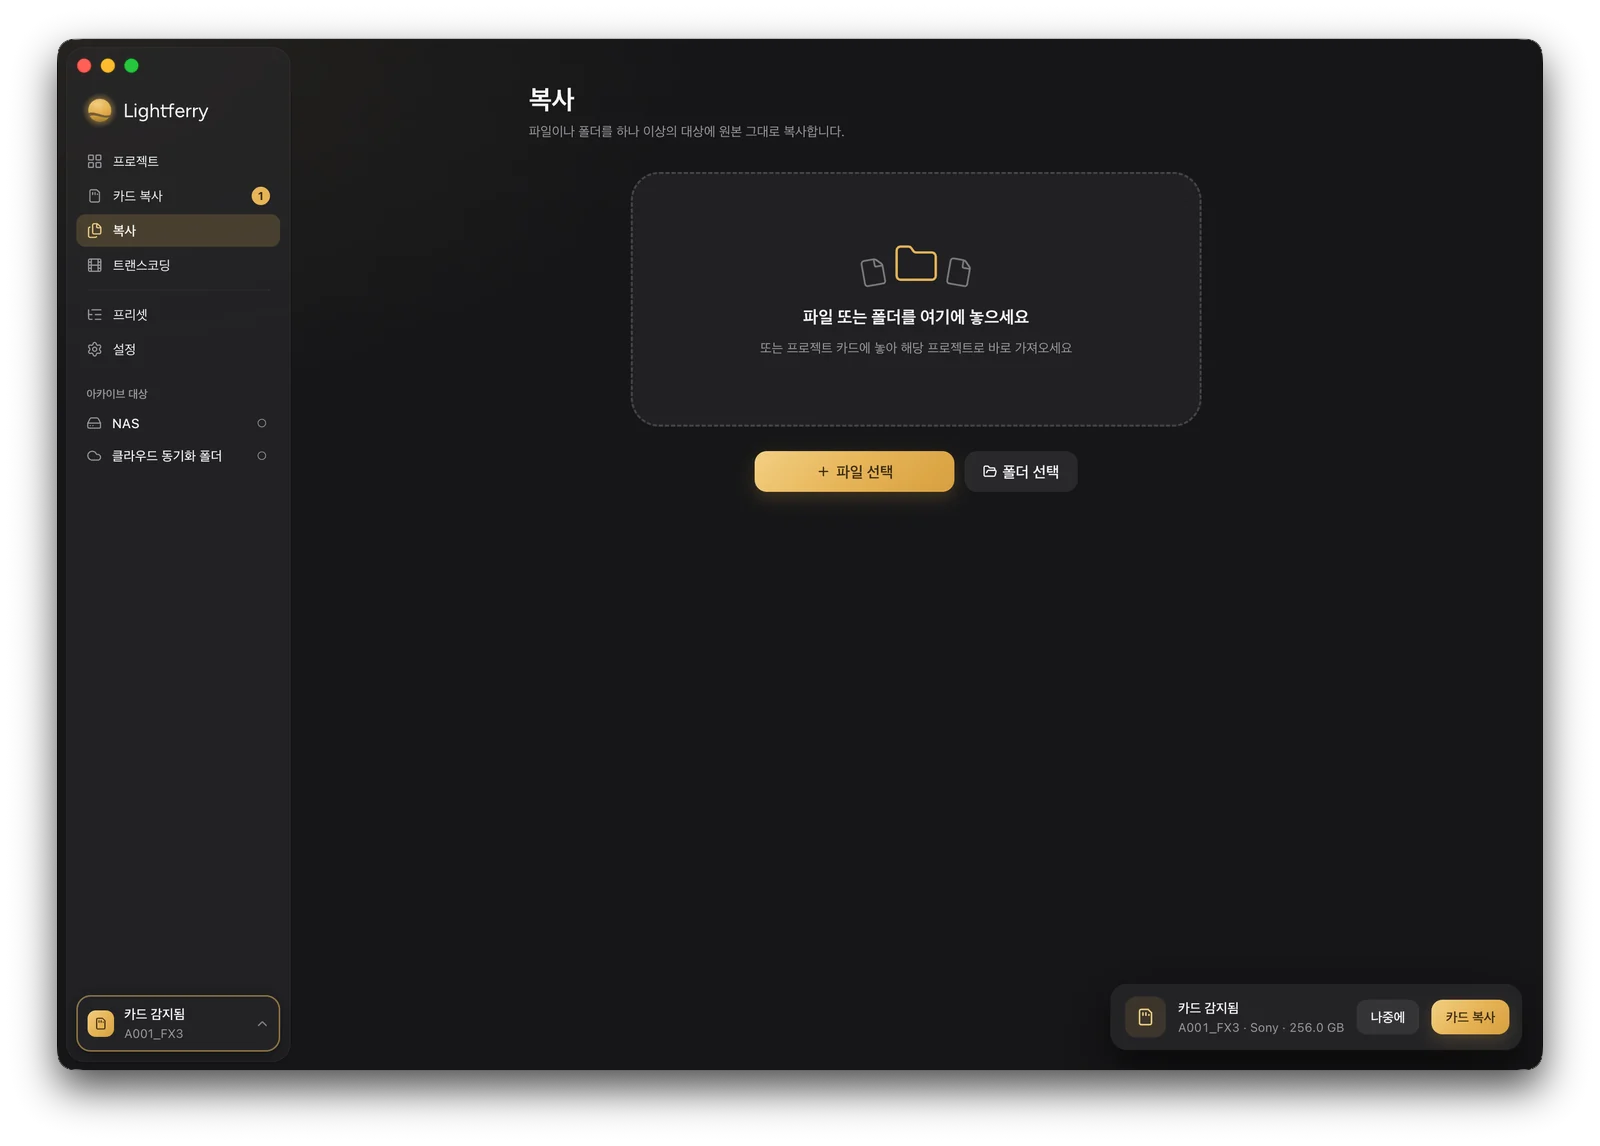 Lightferry
프로젝트
카드 복사
1
복사
트랜스코딩
프리셋
설정
아카이브 대상
NAS
클라우드 동기화 폴더
카드 감지됨
A001_FX3
복사
파일이나 폴더를 하나 이상의 대상에 원본 그대로 복사합니다.
파일 또는 폴더를 여기에 놓으세요
또는 프로젝트 카드에 놓아 해당 프로젝트로 바로 가져오세요
+ 파일 선택
폴더 선택
카드 감지됨
A001_FX3 · Sony · 256.0 GB
나중에
카드 복사